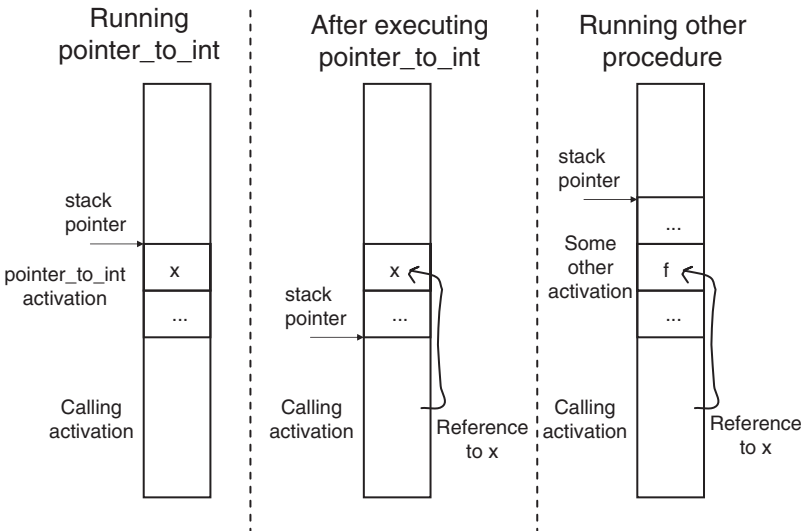 Running
pointer_to_int
stack
pointer
pointer_to_int
activation
x
...
Calling
activation
After executing
pointer_to_int
x
stack
pointer
...
Calling
activation
Reference
to x
Running other
procedure
stack
pointer
...
Some
other
activation
f
...
Calling
activation
Reference
to x